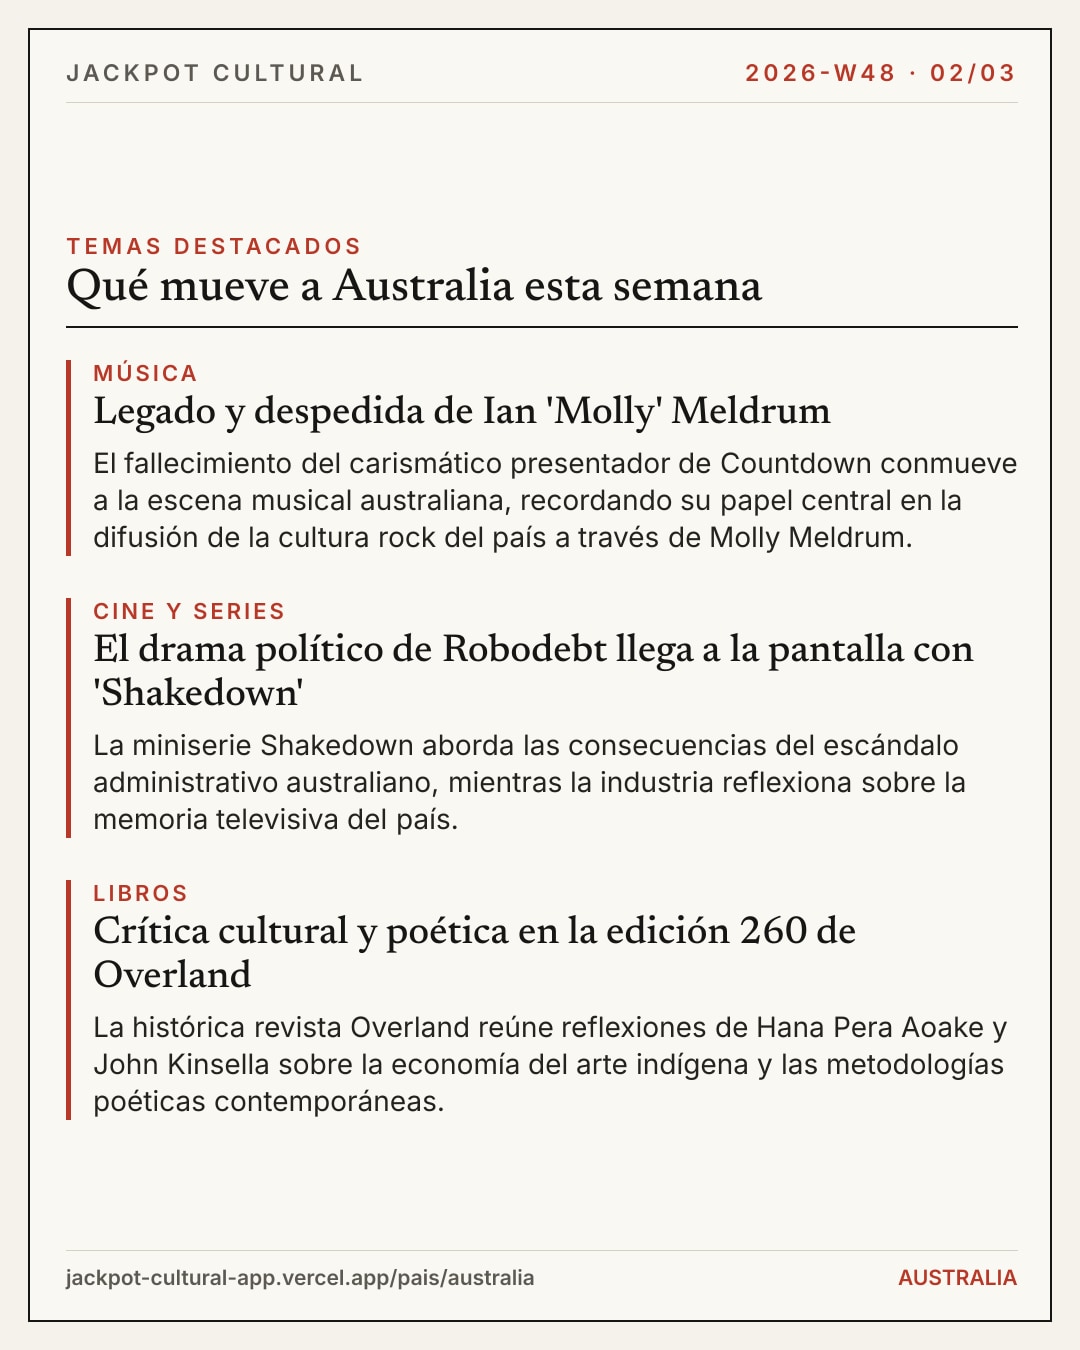 JACKPOT CULTURAL
2026-W48 · 02/03
TEMAS DESTACADOS
Qué mueve a Australia esta semana
MÚSICA
Legado y despedida de Ian 'Molly' Meldrum
El fallecimiento del carismático presentador de Countdown conmueve
a la escena musical australiana, recordando su papel central en la
difusión de la cultura rock del país a través de Molly Meldrum.
CINE Y SERIES
El drama político de Robodebt llega a la pantalla con
'Shakedown'
La miniserie Shakedown aborda las consecuencias del escándalo
administrativo australiano, mientras la industria reflexiona sobre la
memoria televisiva del país.
LIBROS
Crítica cultural y poética en la edición 260 de
Overland
La histórica revista Overland reúne reflexiones de Hana Pera Aoake y
John Kinsella sobre la economía del arte indígena y las metodologías
poéticas contemporáneas.
jackpot-cultural-app.vercel.app/pais/australia
AUSTRALIA